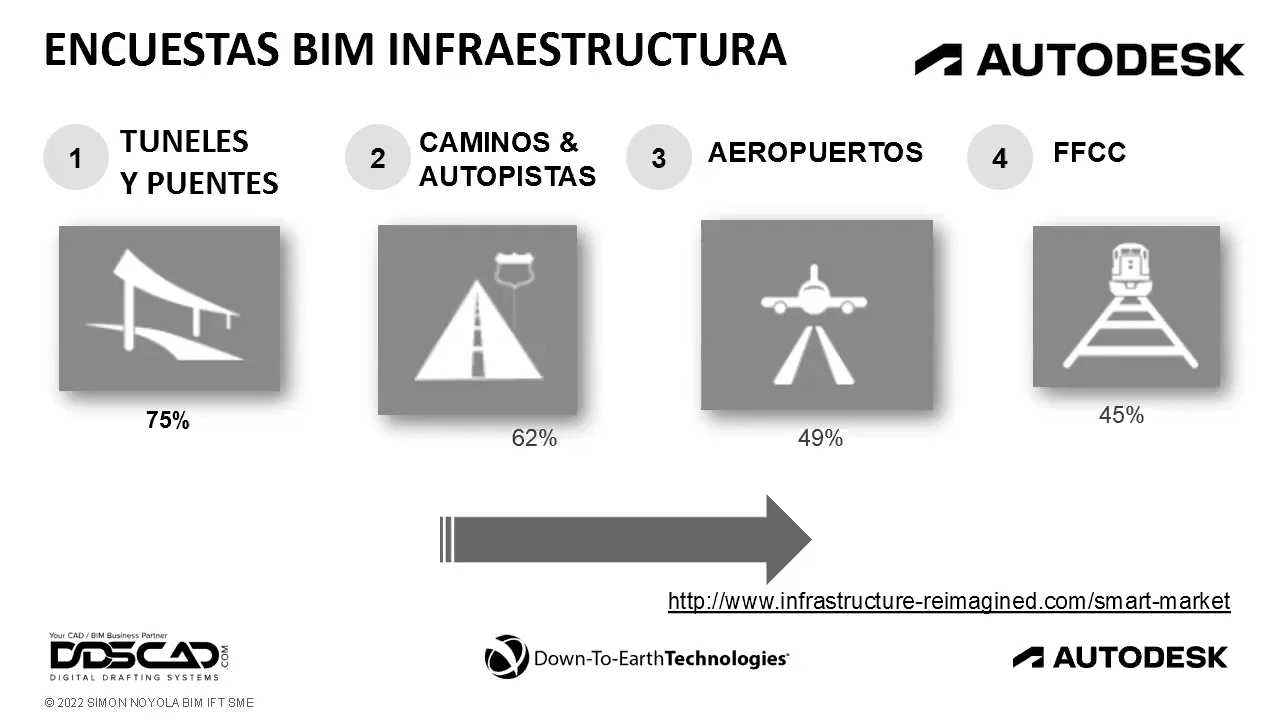 ENCUESTAS BIM INFRAESTRUCTURA
AUTODESK
1
TUNELES
Y PUENTES
2
CAMINOS &
AUTOPISTAS
3
AEROPUERTOS
4
FFCC
75%
62%
49%
45%
http://www.infrastructure-reimagined.com/smart-market
Your CAD / BIM Business Partner
DDSCAD.COM
DIGITAL DRAFTING SYSTEMS
Down-To-EarthTechnologies
AUTODESK
© 2022 SIMON NOYOLA BIM IFT SME